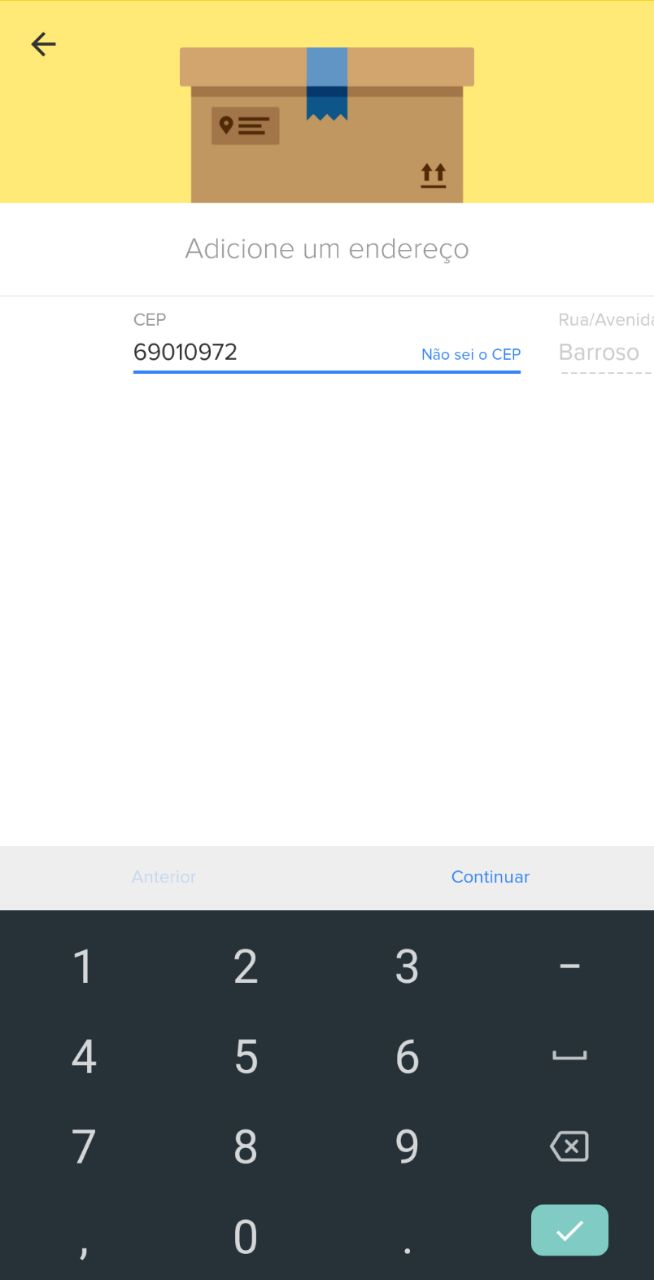 Adicione um endereço
CEP
69010972
Não sei o CEP
Rua/Avenida
Barroso
Anterior
Continuar
1 2 3 -
4 5 6
7 8 9
, 0 .